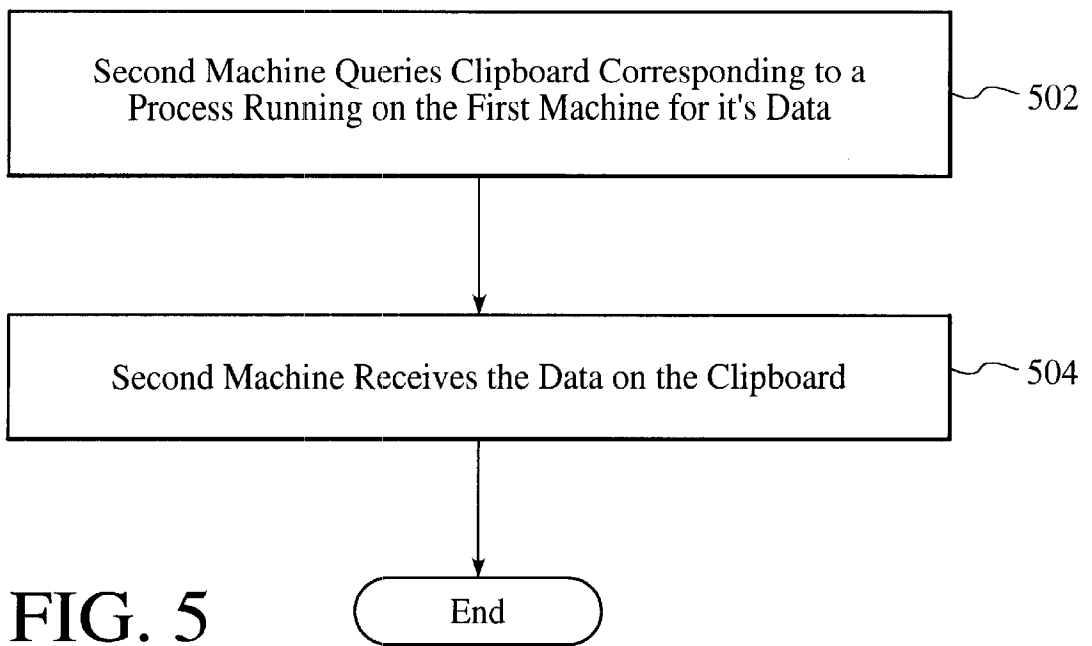 Second Machine Queries Clipboard Corresponding to a
Process Running on the First Machine for it's Data
502
Second Machine Receives the Data on the Clipboard
504
End
FIG. 5